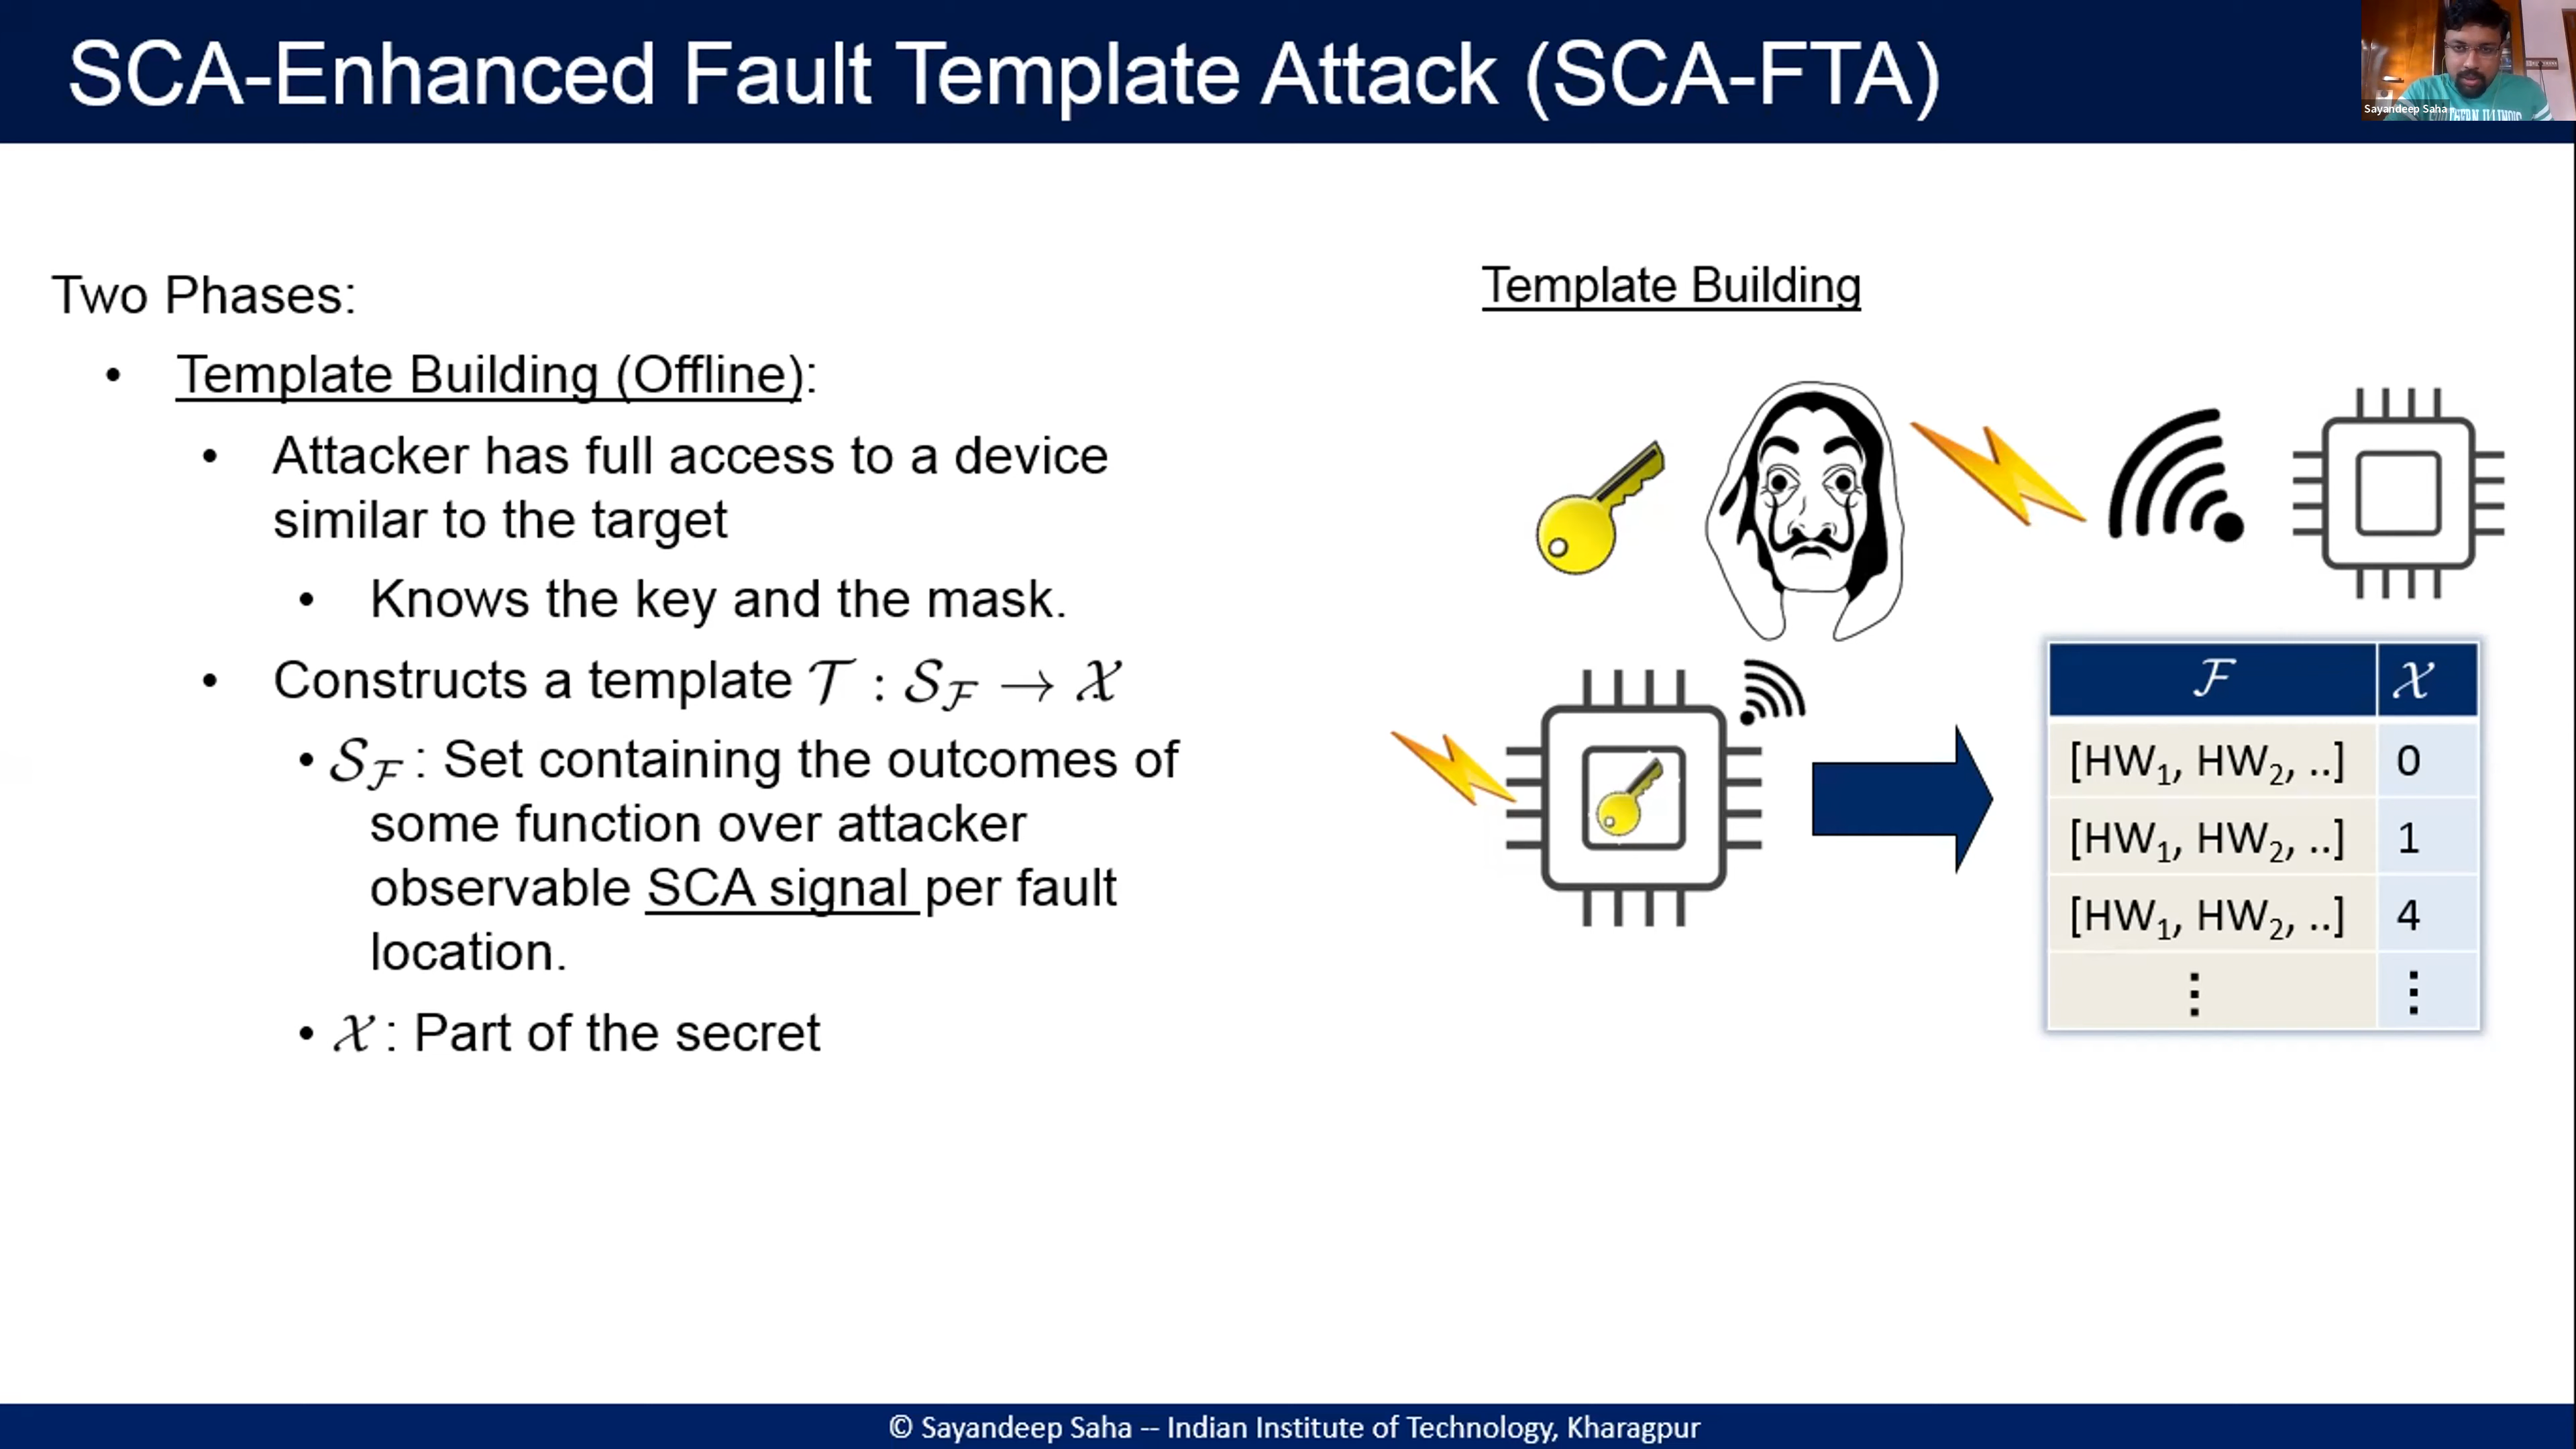 SCA-Enhanced Fault Template Attack (SCA-FTA)
Sayandeep Saha
Two Phases:
• Template Building (Offline):
• Attacker has full access to a device
similar to the target
• Knows the key and the mask.
• Constructs a template 𝒯 : 𝒮_ℱ → 𝒳
• 𝒮_ℱ : Set containing the outcomes of
some function over attacker
observable SCA signal per fault
location.
• 𝒳 : Part of the secret
Template Building
ℱ 𝒳
[HW₁, HW₂, ..] 0
[HW₁, HW₂, ..] 1
[HW₁, HW₂, ..] 4
⋮ ⋮
© Sayandeep Saha -- Indian Institute of Technology, Kharagpur